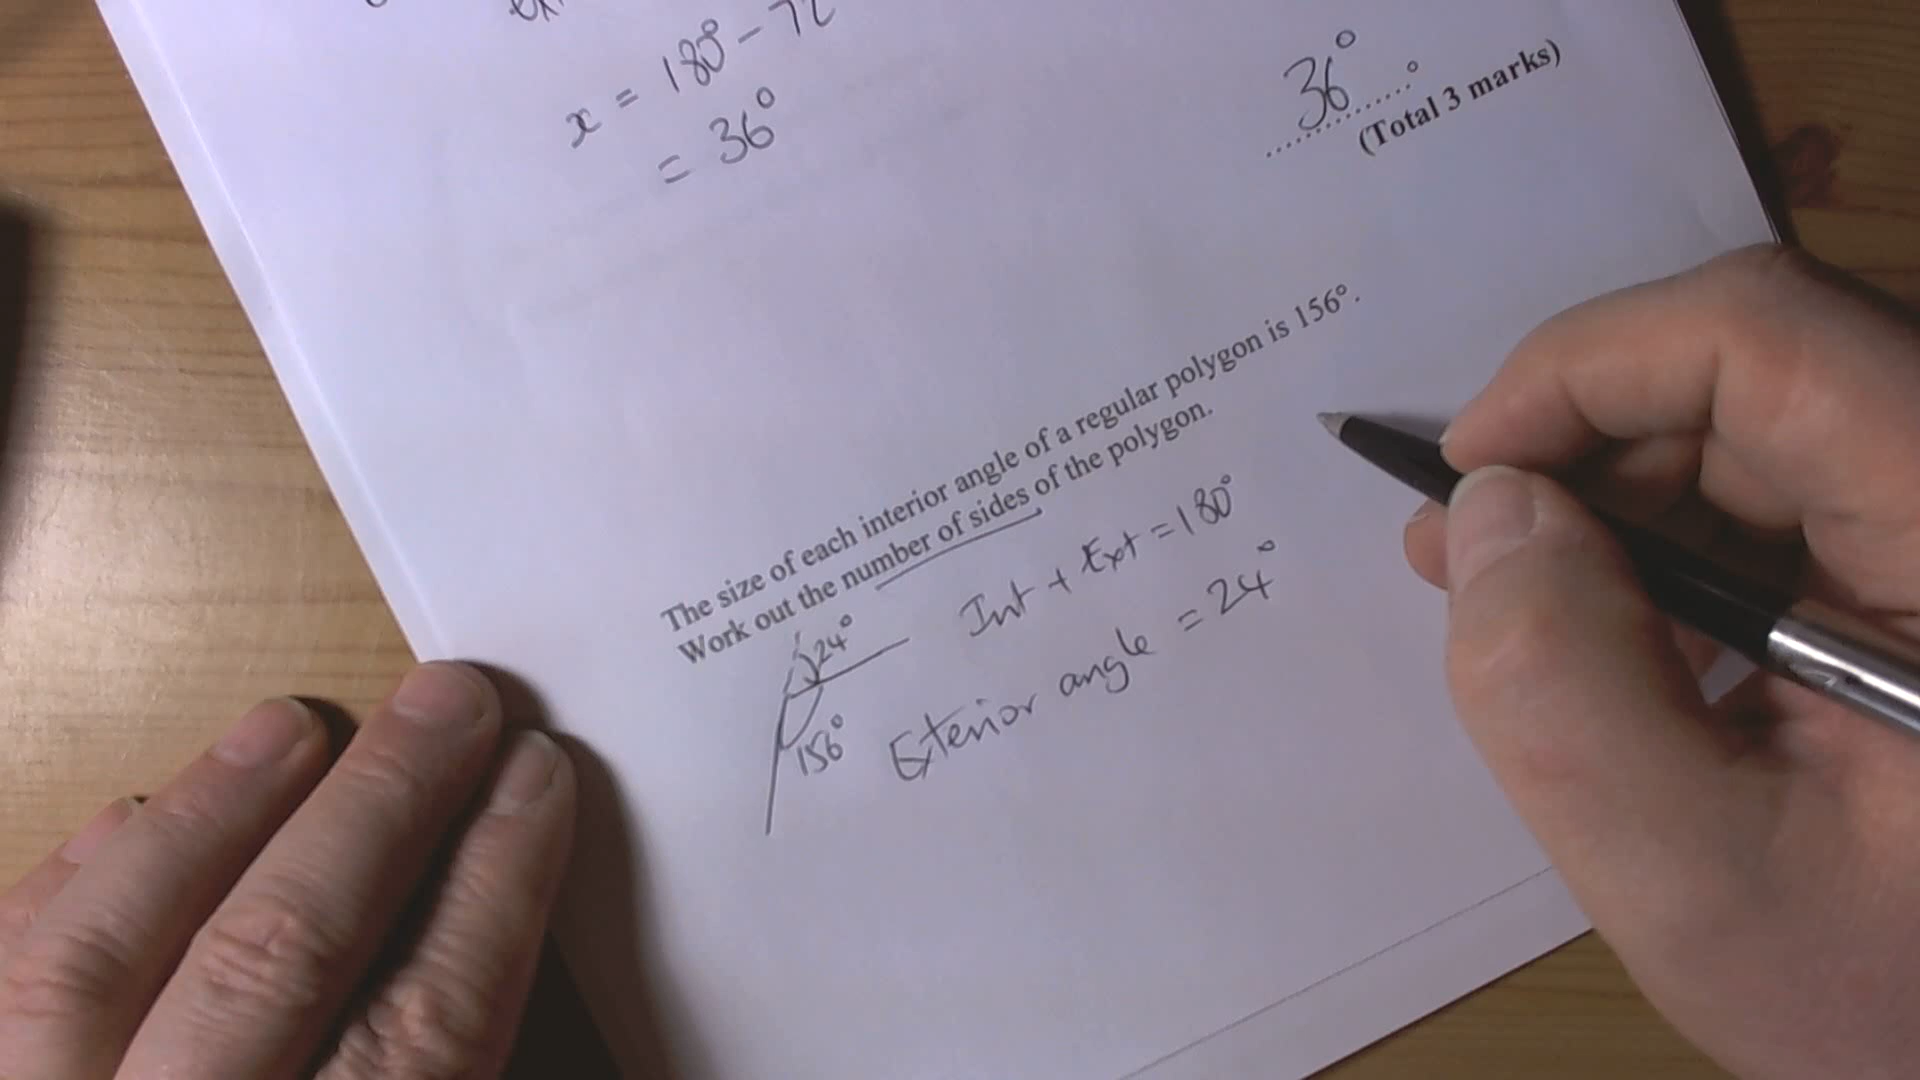 x = 180° - 72
= 36°
36°
(Total 3 marks)
The size of each interior angle of a regular polygon is 156°.
Work out the number of sides of the polygon.
24°
156°
Int + Ext = 180°
Exterior angle = 24°